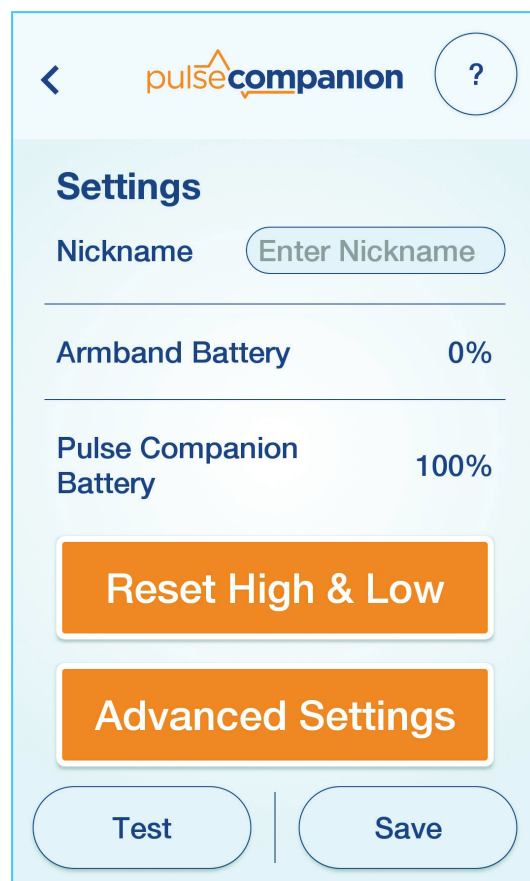 pulsecompanion
?
Settings
Nickname Enter Nickname
Armband Battery 0%
Pulse Companion
Battery
100%
Reset High & Low
Advanced Settings
Test Save